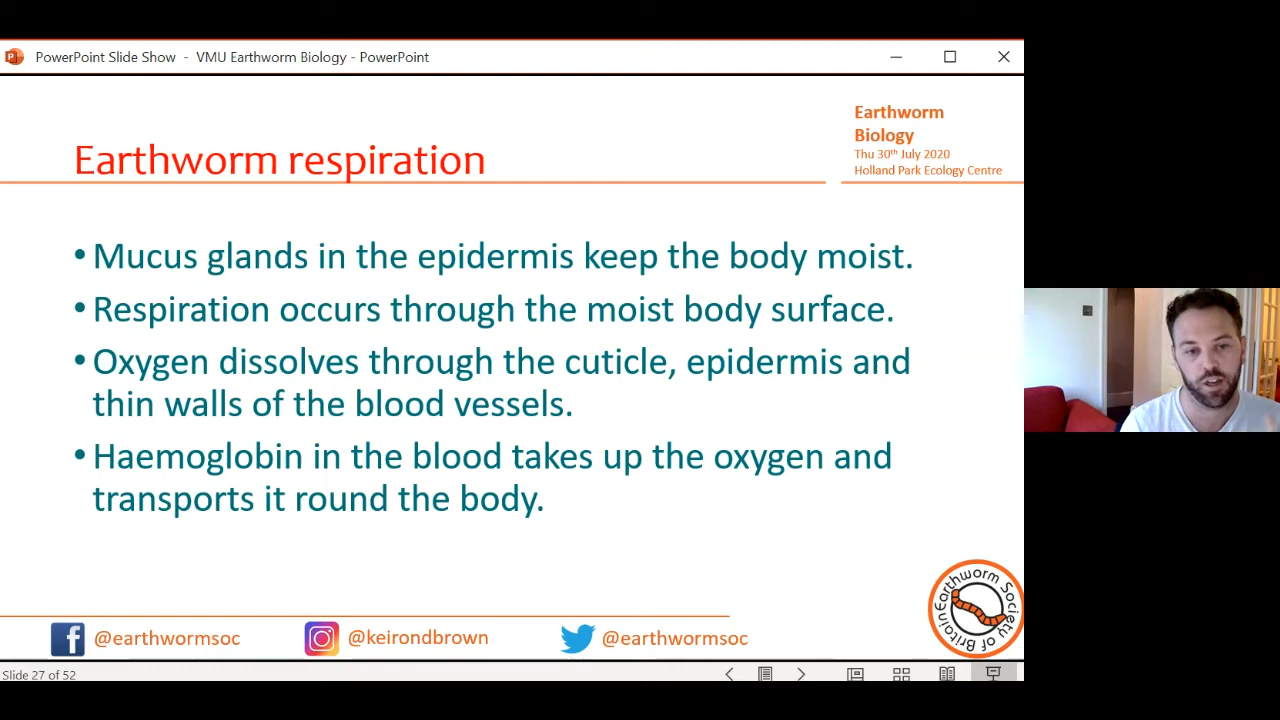 PowerPoint Slide Show - VMU Earthworm Biology - PowerPoint
Earthworm
Biology
Thu 30th July 2020
Holland Park Ecology Centre
Earthworm respiration
• Mucus glands in the epidermis keep the body moist.
• Respiration occurs through the moist body surface.
• Oxygen dissolves through the cuticle, epidermis and
thin walls of the blood vessels.
• Haemoglobin in the blood takes up the oxygen and
transports it round the body.
Earthworm Society of Britain
@earthwormsoc
@keirondbrown
@earthwormsoc
Slide 27 of 52